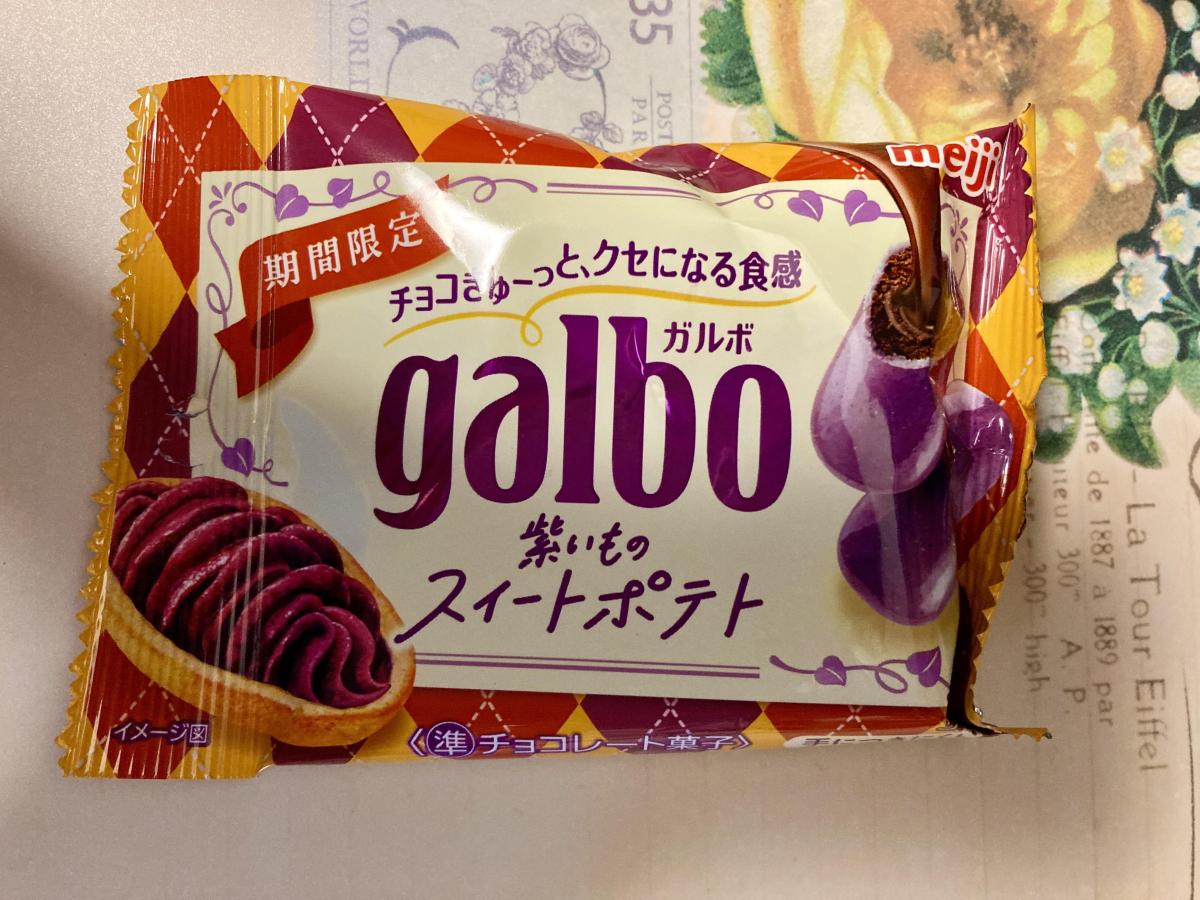 meiji
期間限定
チョコぎゅーっと、クセになる食感
galbo
ガルボ
紫いもの
スイートポテト
イメージ図
《準チョコレート菓子》
35
POST
PAR
La Tour Eiffel
de 1887 à 1889 par
300m A. P.
300m high